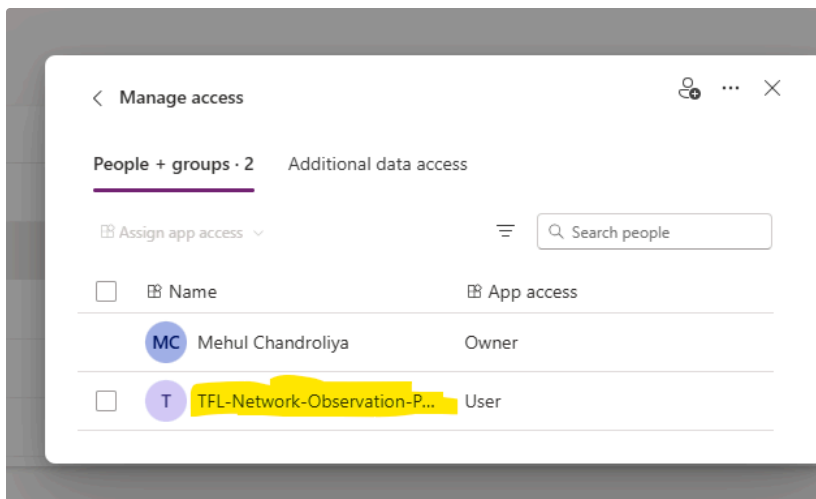 Manage access
People + groups · 2 Additional data access
Assign app access Search people
Name App access
MC Mehul Chandroliya Owner
T TFL-Network-Observation-P... User